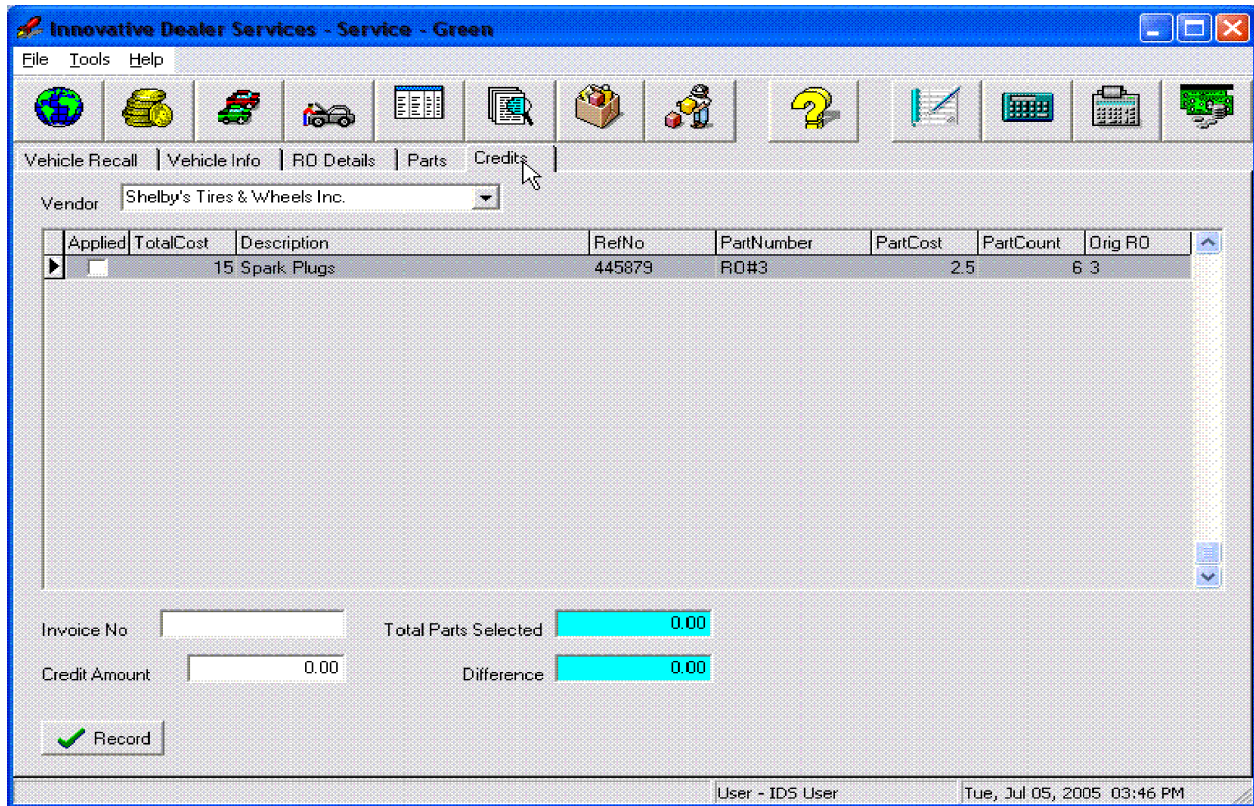 Innovative Dealer Services - Service - Green
File Tools Help
Vehicle Recall Vehicle Info RO Details Parts Credits
Vendor Shelby's Tires & Wheels Inc.
Applied TotalCost Description RefNo PartNumber PartCost PartCount Orig RO
15 Spark Plugs 445879 RO#3 2.5 6 3
Invoice No Total Parts Selected 0.00
Credit Amount 0.00 Difference 0.00
Record
User - IDS User Tue, Jul 05, 2005 03:46 PM